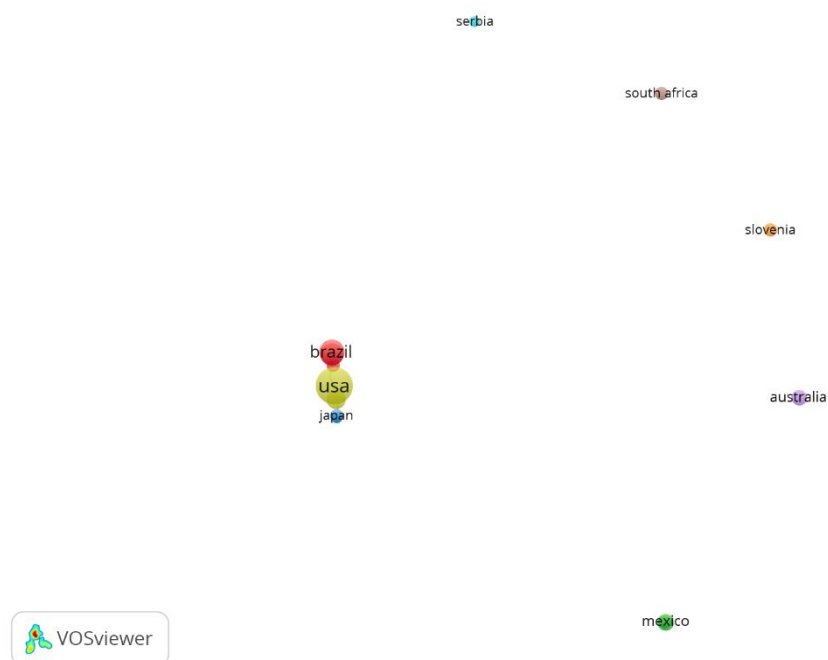 serbia
south africa
slovenia
brazil
usa
japan
australia
mexico
VOSviewer